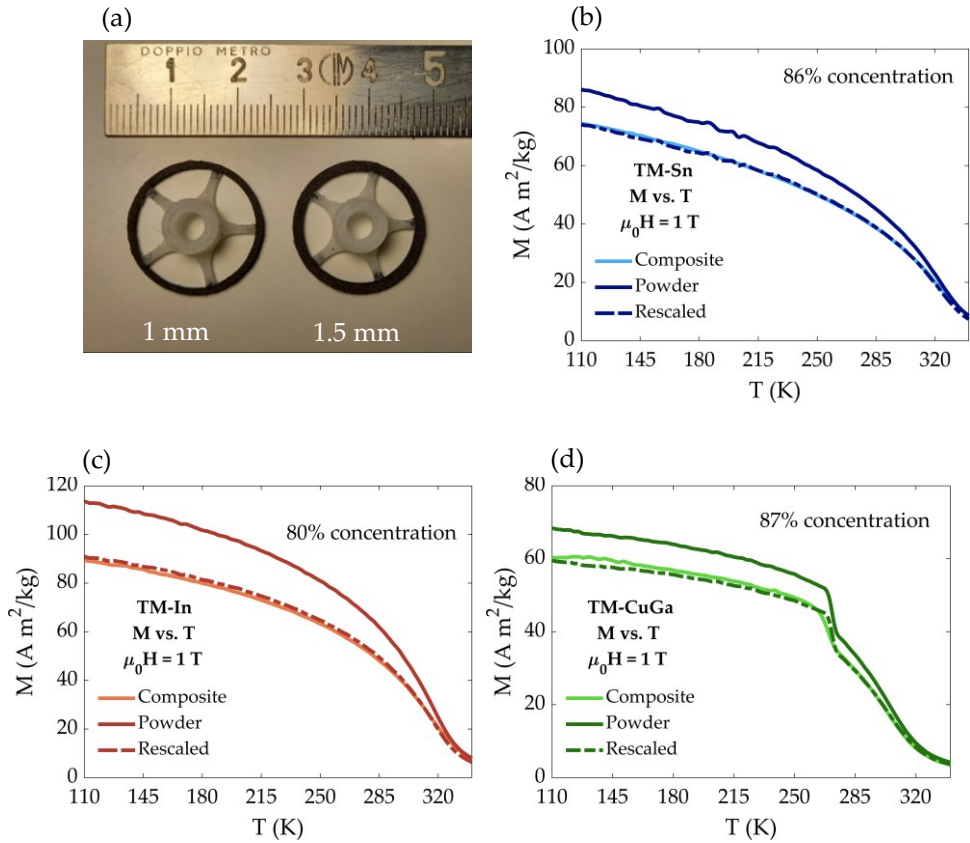 (a)
DOPPIO METRO
1 2 3 4 5
1 mm
1.5 mm
(b)
86% concentration
TM-Sn
M vs. T
μ0H = 1 T
Composite
Powder
Rescaled
M (A m²/kg)
100
80
60
40
20
0
110 145 180 215 250 285 320
T (K)
(c)
80% concentration
TM-In
M vs. T
μ0H = 1 T
Composite
Powder
Rescaled
M (A m²/kg)
120
100
80
60
40
20
0
110 145 180 215 250 285 320
T (K)
(d)
87% concentration
TM-CuGa
M vs. T
μ0H = 1 T
Composite
Powder
Rescaled
M (A m²/kg)
80
60
40
20
0
110 145 180 215 250 285 320
T (K)